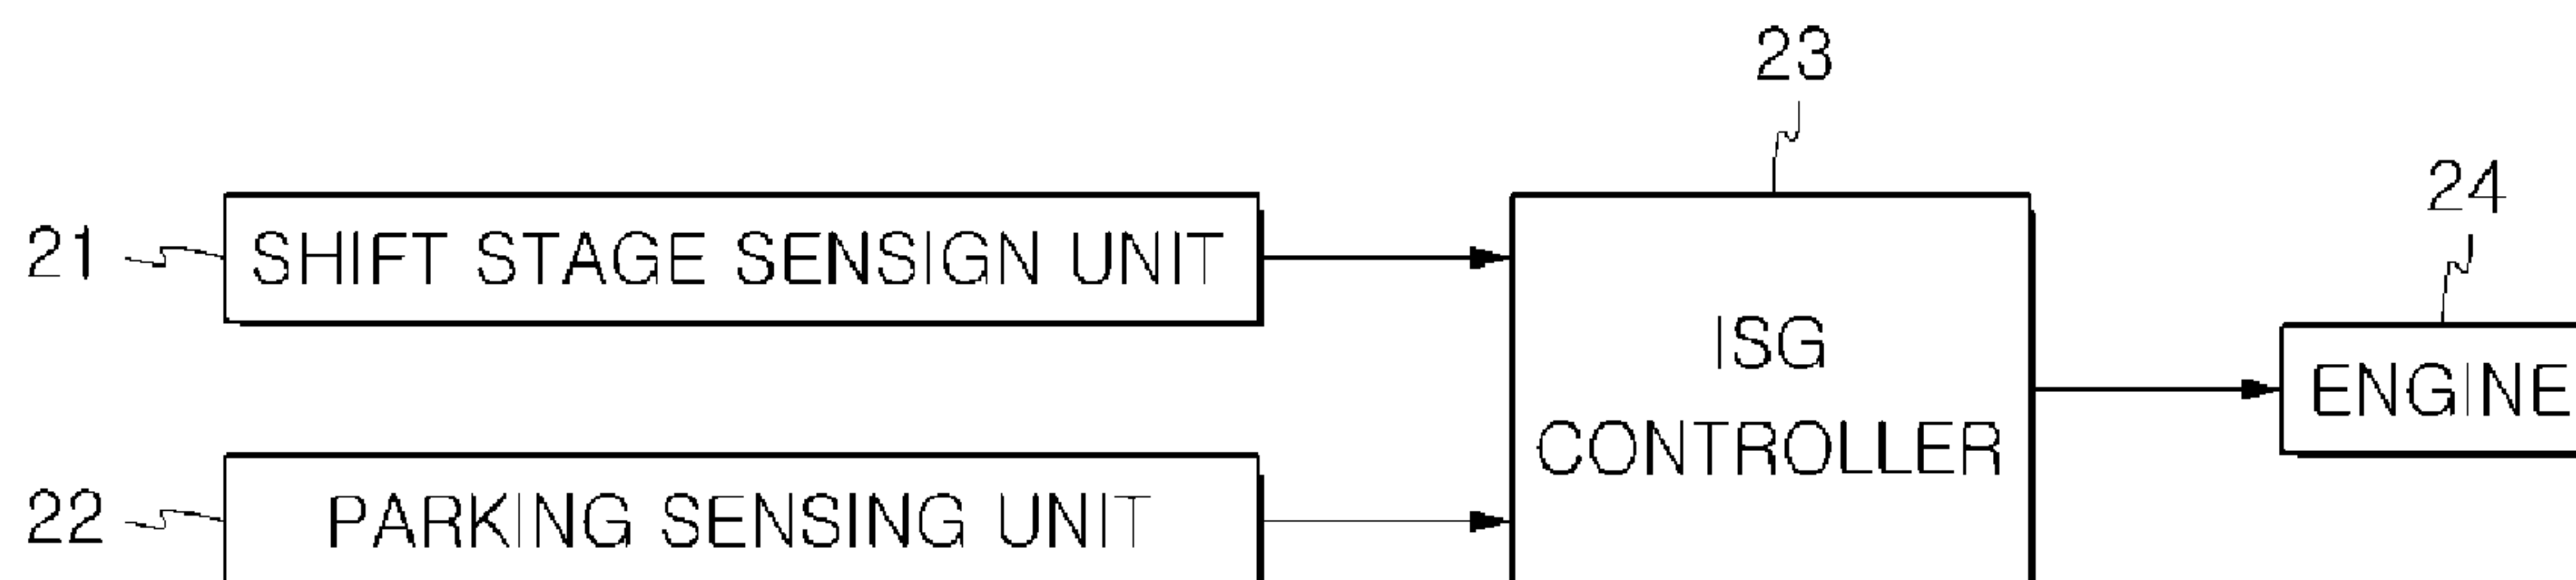 23
24
21
SHIFT STAGE SENSIGN UNIT
ISG
CONTROLLER
ENGINE
22
PARKING SENSING UNIT